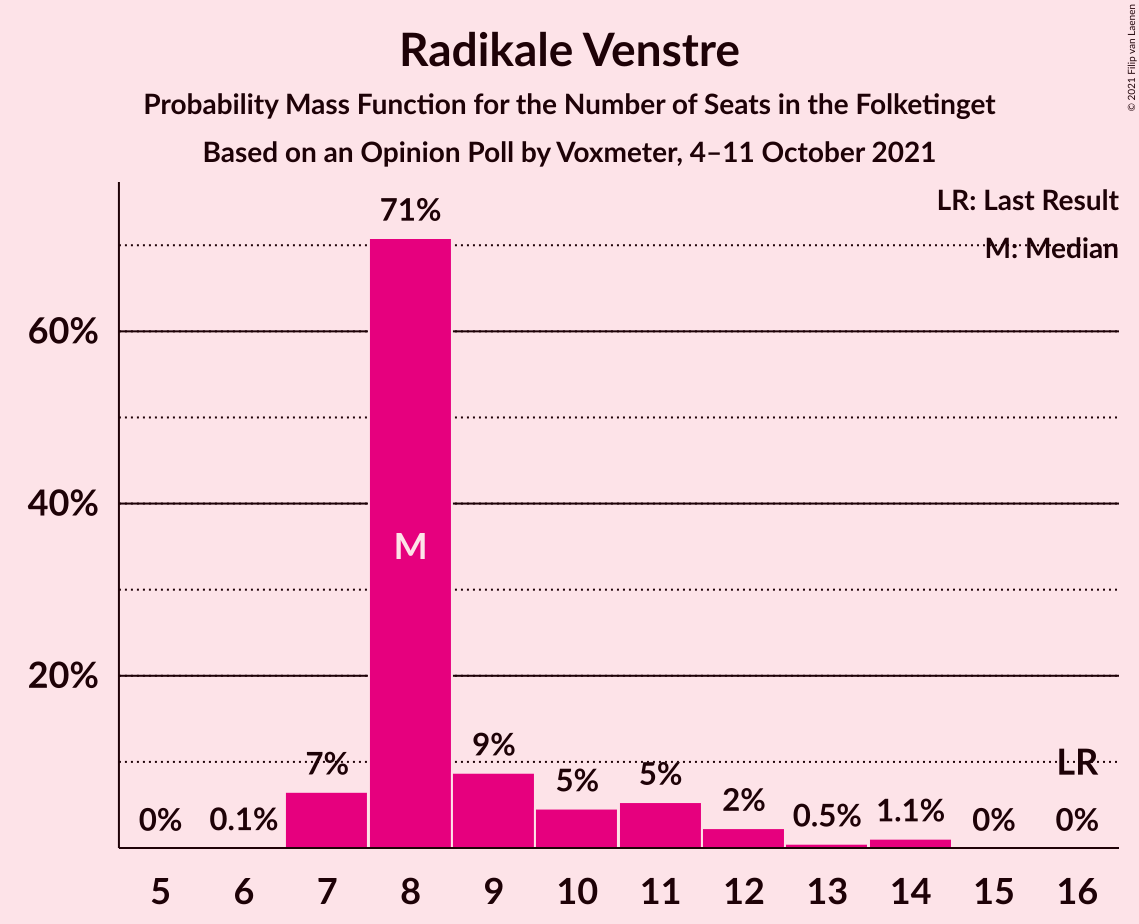 Radikale Venstre
Probability Mass Function for the Number of Seats in the Folketinget
Based on an Opinion Poll by Voxmeter, 4–11 October 2021
© 2021 Filip van Laenen
LR: Last Result
M: Median
71%
60%
40%
M
20%
0%
0.1%
7%
9%
5%
5%
2%
0.5%
1.1%
0%
LR
0%
5 6 7 8 9 10 11 12 13 14 15 16